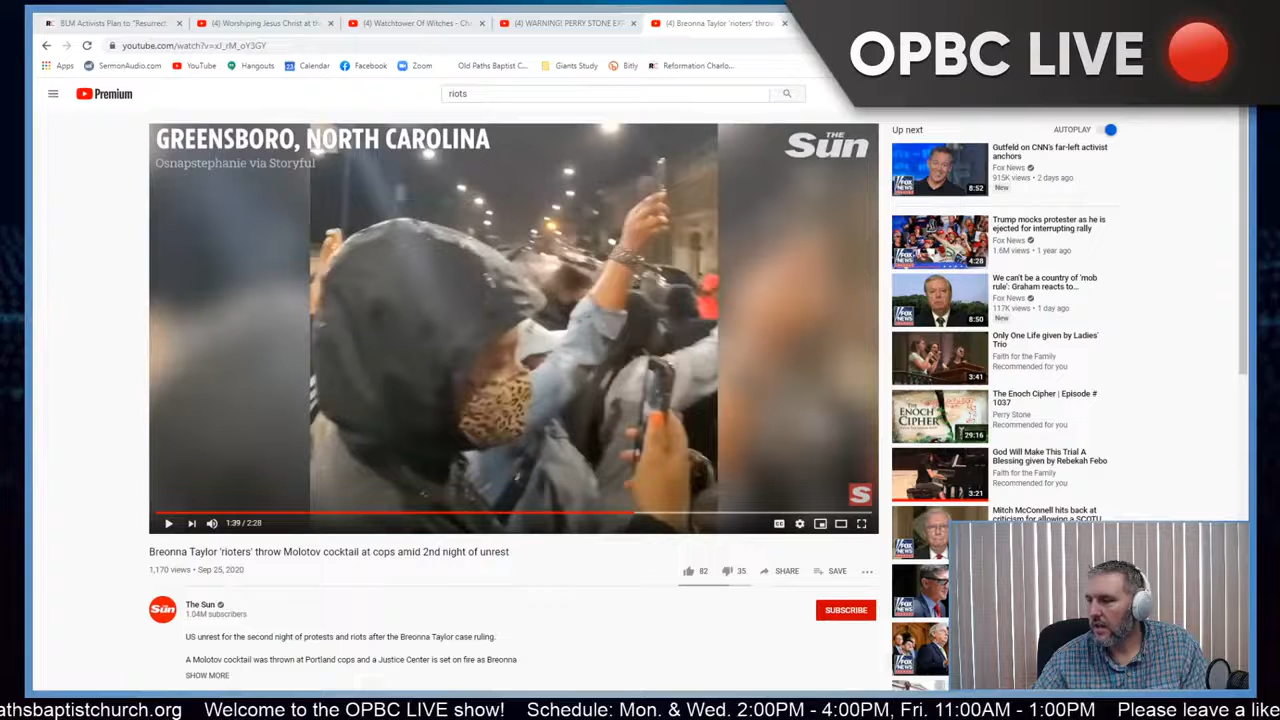 BLM Activists Plan to "Resurrect
(4) Worshiping Jesus Christ at th
(4) Watchtower Of Witches - Ch
(4) WARNING! PERRY STONE EX
(4) Breonna Taylor 'rioters' throw
OPBC LIVE
youtube.com/watch?v=xJ_rM_oY3GY
Apps
SermonAudio.com
YouTube
Hangouts
Calendar
Facebook
Zoom
Old Paths Baptist C...
Giants Study
Bitly
Reformation Charlo...
Premium
riots
GREENSBORO, NORTH CAROLINA
Osnapstephanie via Storyful
THE Sun
1:39 / 2:28
Breonna Taylor 'rioters' throw Molotov cocktail at cops amid 2nd night of unrest
1,170 views • Sep 25, 2020
82
35
SHARE
SAVE
The Sun
1.04M subscribers
SUBSCRIBE
US unrest for the second night of protests and riots after the Breonna Taylor case ruling.
A Molotov cocktail was thrown at Portland cops and a Justice Center is set on fire as Breonna
SHOW MORE
Up next
AUTOPLAY
Gutfeld on CNN's far-left activist
anchors
Fox News
915K views • 2 days ago
New
8:52
Trump mocks protester as he is
ejected for interrupting rally
Fox News
1.6M views • 1 year ago
4:28
We can't be a country of 'mob
rule': Graham reacts to...
Fox News
117K views • 1 day ago
New
8:50
Only One Life given by Ladies'
Trio
Faith for the Family
Recommended for you
3:41
The Enoch Cipher | Episode #
1037
Perry Stone
Recommended for you
THE ENOCH CIPHER
29:16
God Will Make This Trial A
Blessing given by Rebekah Febo
Faith for the Family
Recommended for you
3:21
Mitch McConnell hits back at
criticism for allowing a SCOTU
athsbaptistchurch.org Welcome to the OPBC LIVE show! Schedule: Mon. & Wed. 2:00PM - 4:00PM, Fri. 11:00AM - 1:00PM Please leave a like